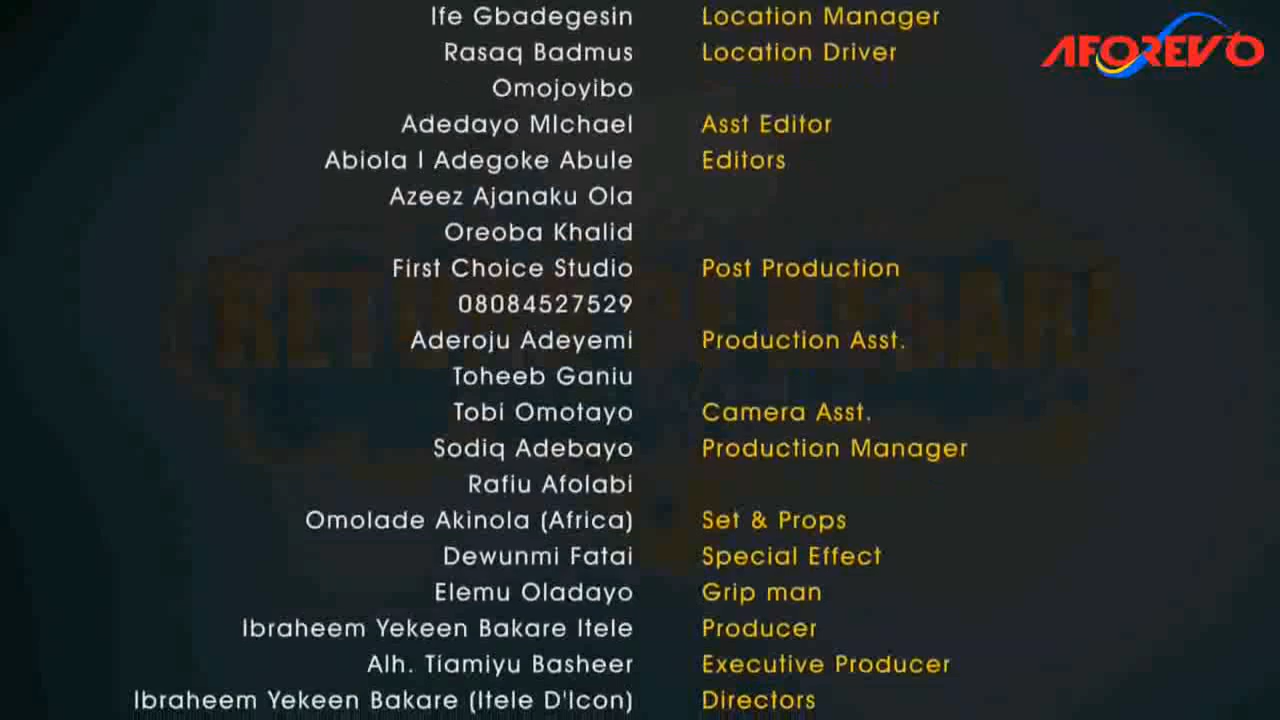 AFOREVO
Ife Gbadegesin Location Manager
Rasaq Badmus Location Driver
Omojoyibo
Adedayo MIchael Asst Editor
Abiola I Adegoke Abule Editors
Azeez Ajanaku Ola
Oreoba Khalid
First Choice Studio Post Production
08084527529
Aderoju Adeyemi Production Asst.
Toheeb Ganiu
Tobi Omotayo Camera Asst.
Sodiq Adebayo Production Manager
Rafiu Afolabi
Omolade Akinola (Africa) Set & Props
Dewunmi Fatai Special Effect
Elemu Oladayo Grip man
Ibraheem Yekeen Bakare Itele Producer
Alh. Tiamiyu Basheer Executive Producer
Ibraheem Yekeen Bakare (Itele D'Icon) Directors